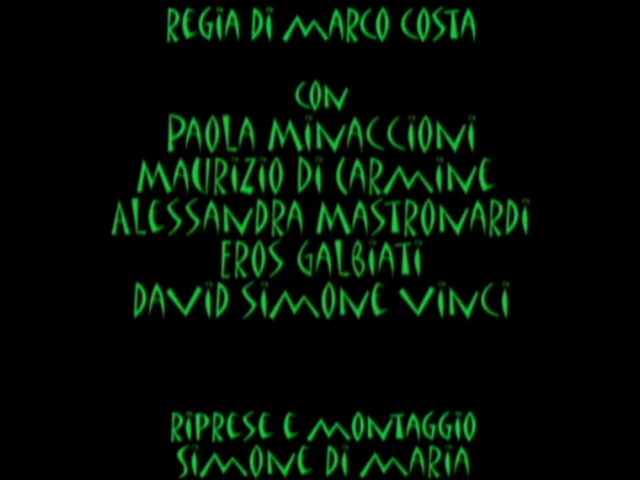 REGIA DI MARCO COSTA
CON
PAOLA MINACCIONI
MAURIZIO DI CARMINE
ALESSANDRA MASTRONARDI
EROS GALBIATI
DAVID SIMONE VINCI
RIPRESE E MONTAGGIO
SIMONE DI MARIA